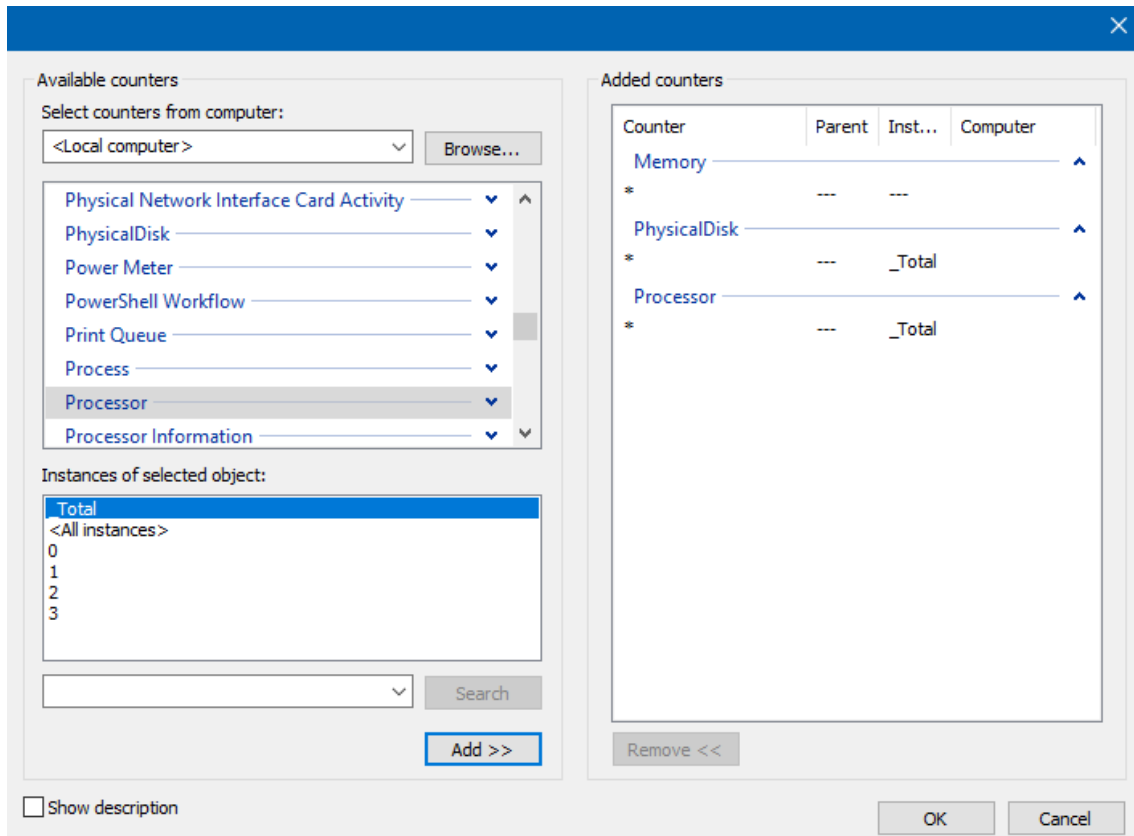 Available counters
Select counters from computer:
<Local computer>
Browse...
Physical Network Interface Card Activity
PhysicalDisk
Power Meter
PowerShell Workflow
Print Queue
Process
Processor
Processor Information
Instances of selected object:
_Total
<All instances>
0
1
2
3
Search
Add >>
Show description
Added counters
Counter Parent Inst... Computer
Memory
* --- ---
PhysicalDisk
* --- _Total
Processor
* --- _Total
Remove <<
OK
Cancel